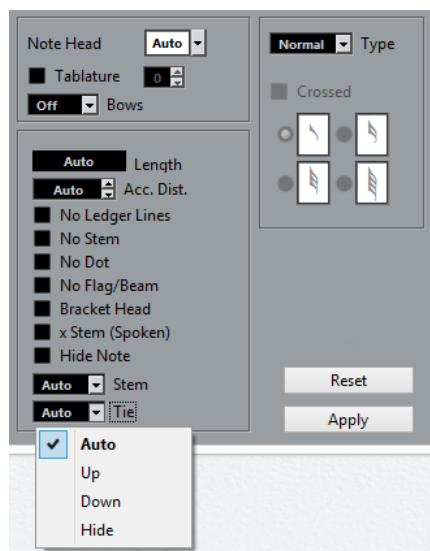 Note Head Auto
Tablature 0
Off Bows
Auto Length
Auto Acc. Dist.
No Ledger Lines
No Stem
No Dot
No Flag/Beam
Bracket Head
x Stem (Spoken)
Hide Note
Auto Stem
Auto Tie
Auto
Up
Down
Hide
Normal Type
Crossed
Reset
Apply